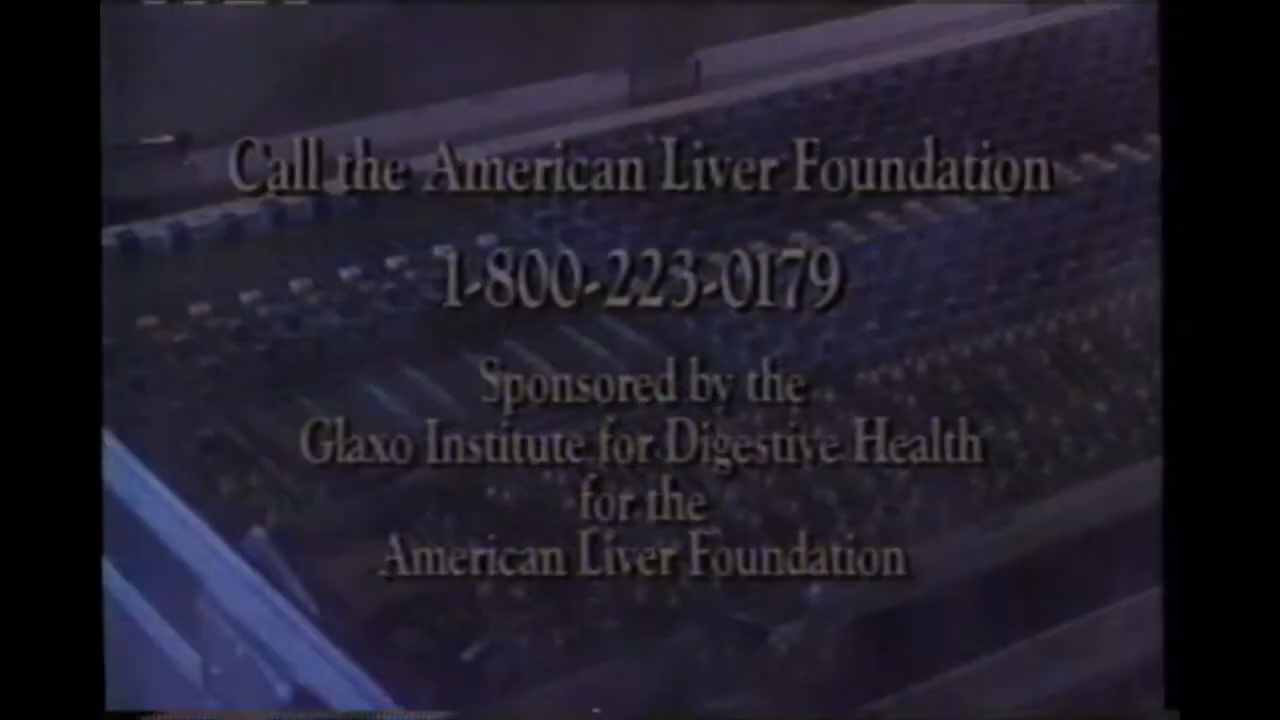 Call the American Liver Foundation
1-800-223-0179
Sponsored by the
Glaxo Institute for Digestive Health
for the
American Liver Foundation